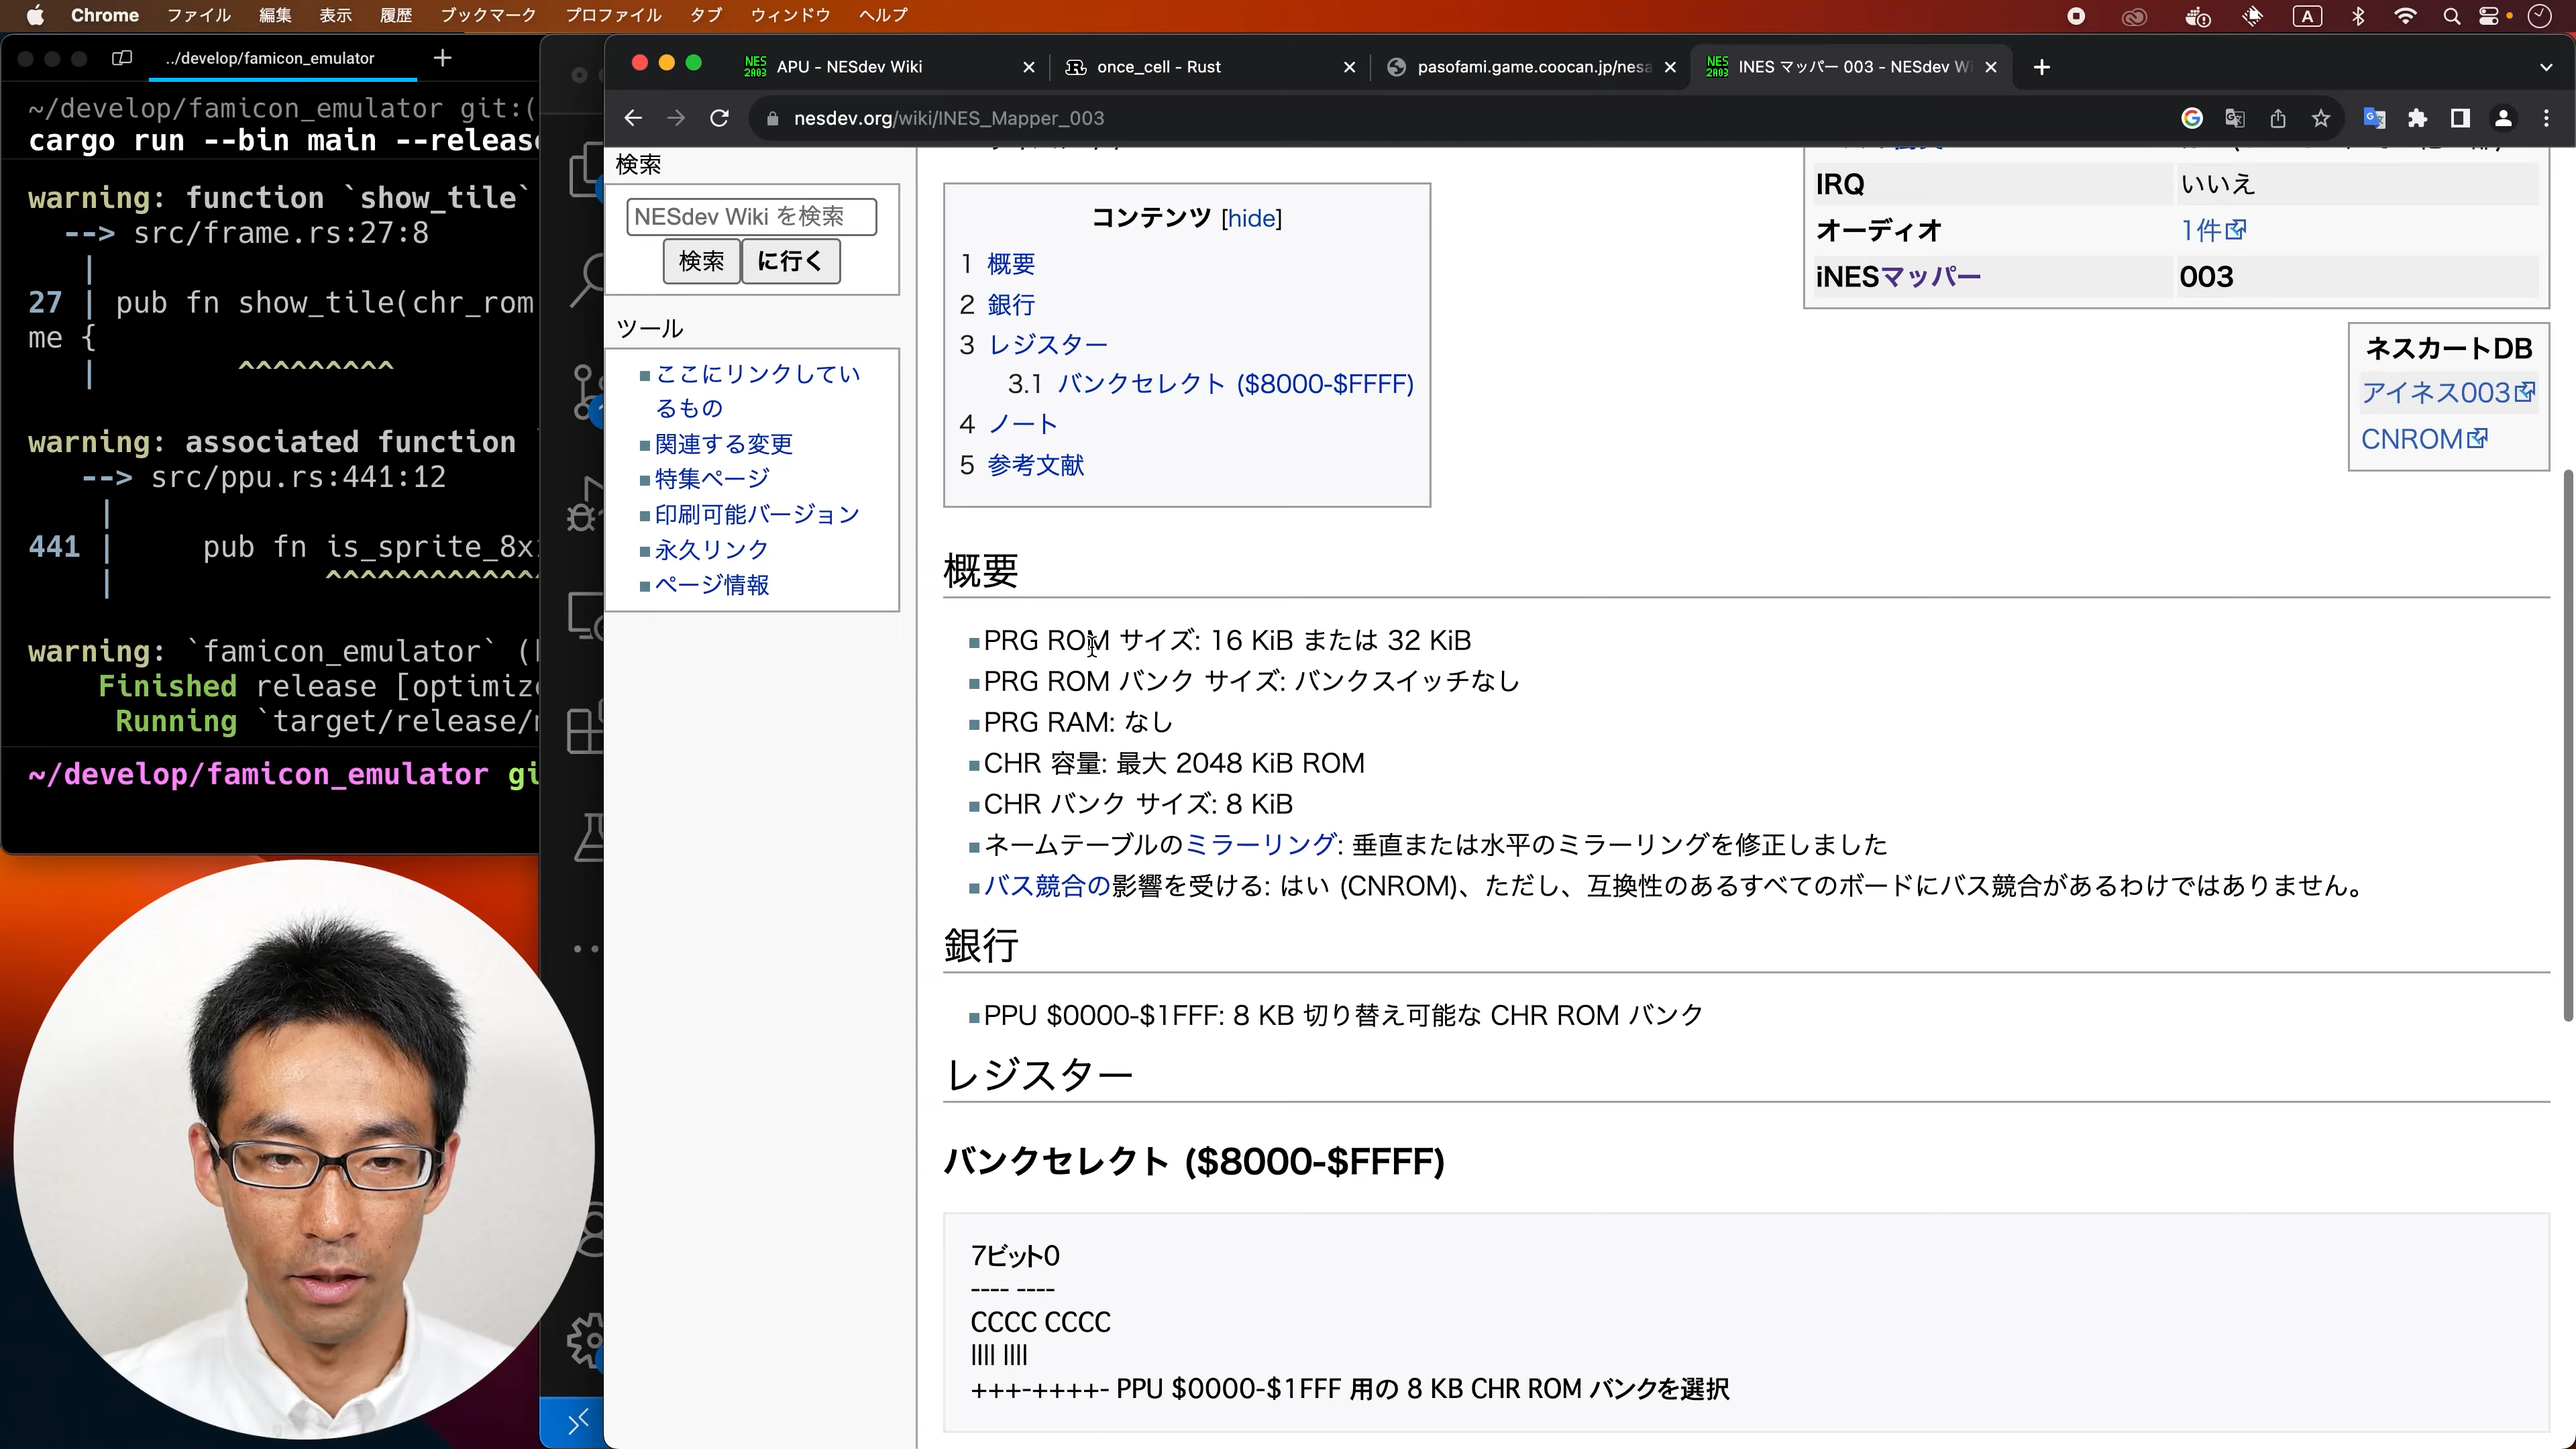 Chrome ファイル 編集 表示 履歴 ブックマーク プロファイル タブ ウィンドウ ヘルプ A
../develop/famicon_emulator
~/develop/famicon_emulator git:(
cargo run --bin main --release
warning: function `show_tile`
--> src/frame.rs:27:8
|
27 | pub fn show_tile(chr_rom
me {
| ^^^^^^^^^
warning: associated function
--> src/ppu.rs:441:12
|
441 | pub fn is_sprite_8x
| ^^^^^^^^^^^^
warning: `famicon_emulator` (
Finished release [optimize
Running `target/release/
~/develop/famicon_emulator gi
APU - NESdev Wiki
once_cell - Rust
pasofami.game.coocan.jp/nesa
INES マッパー 003 - NESdev W
nesdev.org/wiki/INES_Mapper_003
検索
NESdev Wiki を検索
検索 に行く
ツール
ここにリンクしてい
るもの
関連する変更
特集ページ
印刷可能バージョン
永久リンク
ページ情報
コンテンツ [hide]
1 概要
2 銀行
3 レジスター
3.1 バンクセレクト ($8000-$FFFF)
4 ノート
5 参考文献
IRQ いいえ
オーディオ 1件
iNESマッパー 003
ネスカートDB
アイネス003
CNROM
概要
PRG ROM サイズ: 16 KiB または 32 KiB
PRG ROM バンク サイズ: バンクスイッチなし
PRG RAM: なし
CHR 容量: 最大 2048 KiB ROM
CHR バンク サイズ: 8 KiB
ネームテーブルのミラーリング: 垂直または水平のミラーリングを修正しました
バス競合の影響を受ける: はい (CNROM)、ただし、互換性のあるすべてのボードにバス競合があるわけではありません。
銀行
PPU $0000-$1FFF: 8 KB 切り替え可能な CHR ROM バンク
レジスター
バンクセレクト ($8000-$FFFF)
7ビット0
---- ----
CCCC CCCC
|||| ||||
++++-++++- PPU $0000-$1FFF 用の 8 KB CHR ROM バンクを選択